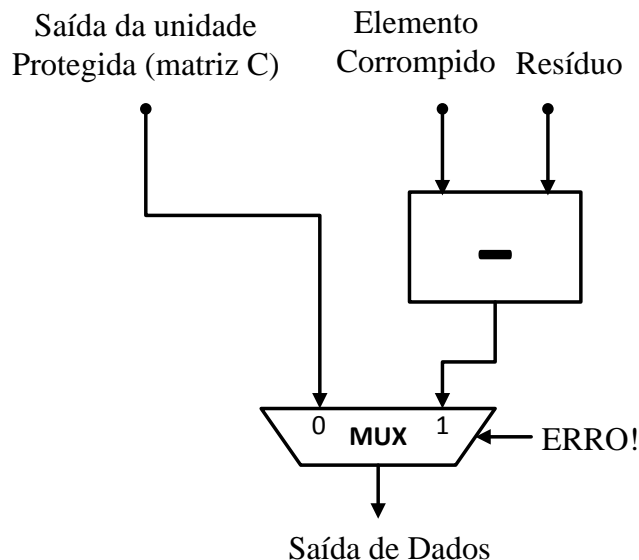 Saída da unidade
Protegida (matriz C)
Elemento
Corrompido
Resíduo
-
0
MUX
1
ERRO!
Saída de Dados